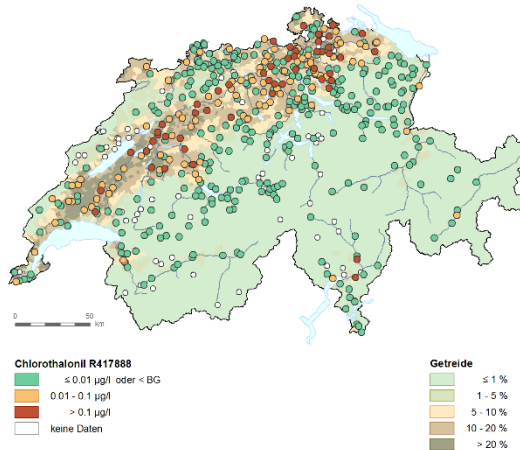 0
50
km
Chlorothalonil R417888
≤ 0.01 µg/l oder < BG
0.01 - 0.1 µg/l
> 0.1 µg/l
keine Daten
Getreide
≤ 1 %
1 - 5 %
5 - 10 %
10 - 20 %
> 20 %